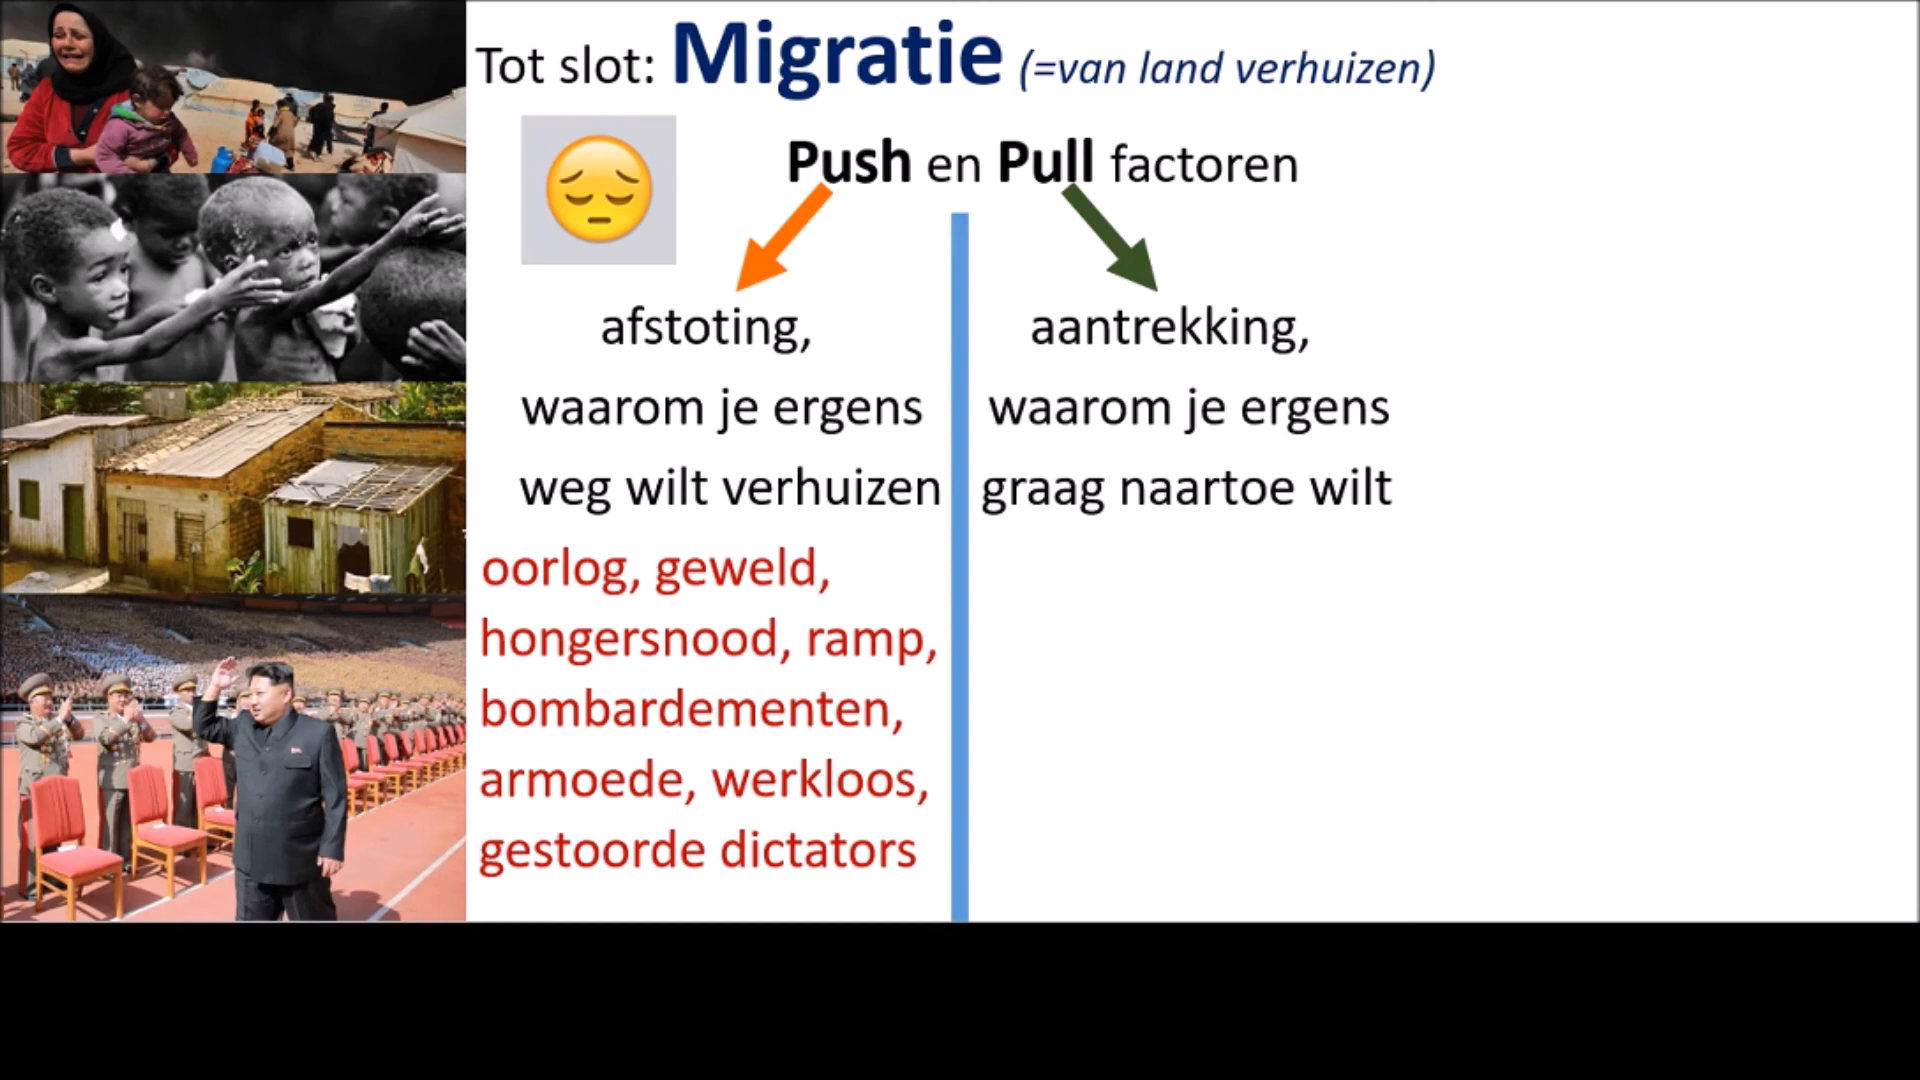 Tot slot: Migratie (=van land verhuizen)
Push en Pull factoren
afstoting,
waarom je ergens
weg wilt verhuizen
oorlog, geweld,
hongersnood, ramp,
bombardementen,
armoede, werkloos,
gestoorde dictators
aantrekking,
waarom je ergens
graag naartoe wilt